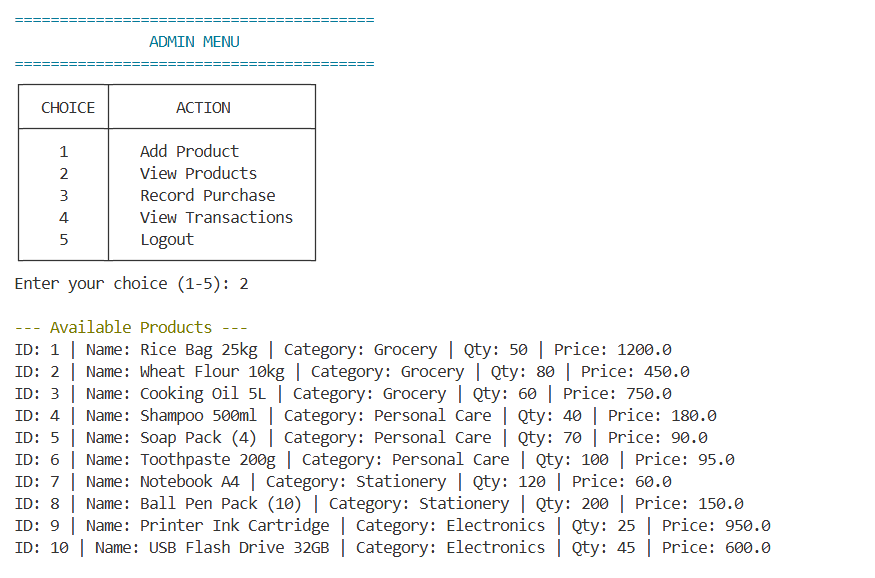 ========================================
ADMIN MENU
========================================
CHOICE ACTION
1 Add Product
2 View Products
3 Record Purchase
4 View Transactions
5 Logout
Enter your choice (1-5): 2
--- Available Products ---
ID: 1 | Name: Rice Bag 25kg | Category: Grocery | Qty: 50 | Price: 1200.0
ID: 2 | Name: Wheat Flour 10kg | Category: Grocery | Qty: 80 | Price: 450.0
ID: 3 | Name: Cooking Oil 5L | Category: Grocery | Qty: 60 | Price: 750.0
ID: 4 | Name: Shampoo 500ml | Category: Personal Care | Qty: 40 | Price: 180.0
ID: 5 | Name: Soap Pack (4) | Category: Personal Care | Qty: 70 | Price: 90.0
ID: 6 | Name: Toothpaste 200g | Category: Personal Care | Qty: 100 | Price: 95.0
ID: 7 | Name: Notebook A4 | Category: Stationery | Qty: 120 | Price: 60.0
ID: 8 | Name: Ball Pen Pack (10) | Category: Stationery | Qty: 200 | Price: 150.0
ID: 9 | Name: Printer Ink Cartridge | Category: Electronics | Qty: 25 | Price: 950.0
ID: 10 | Name: USB Flash Drive 32GB | Category: Electronics | Qty: 45 | Price: 600.0